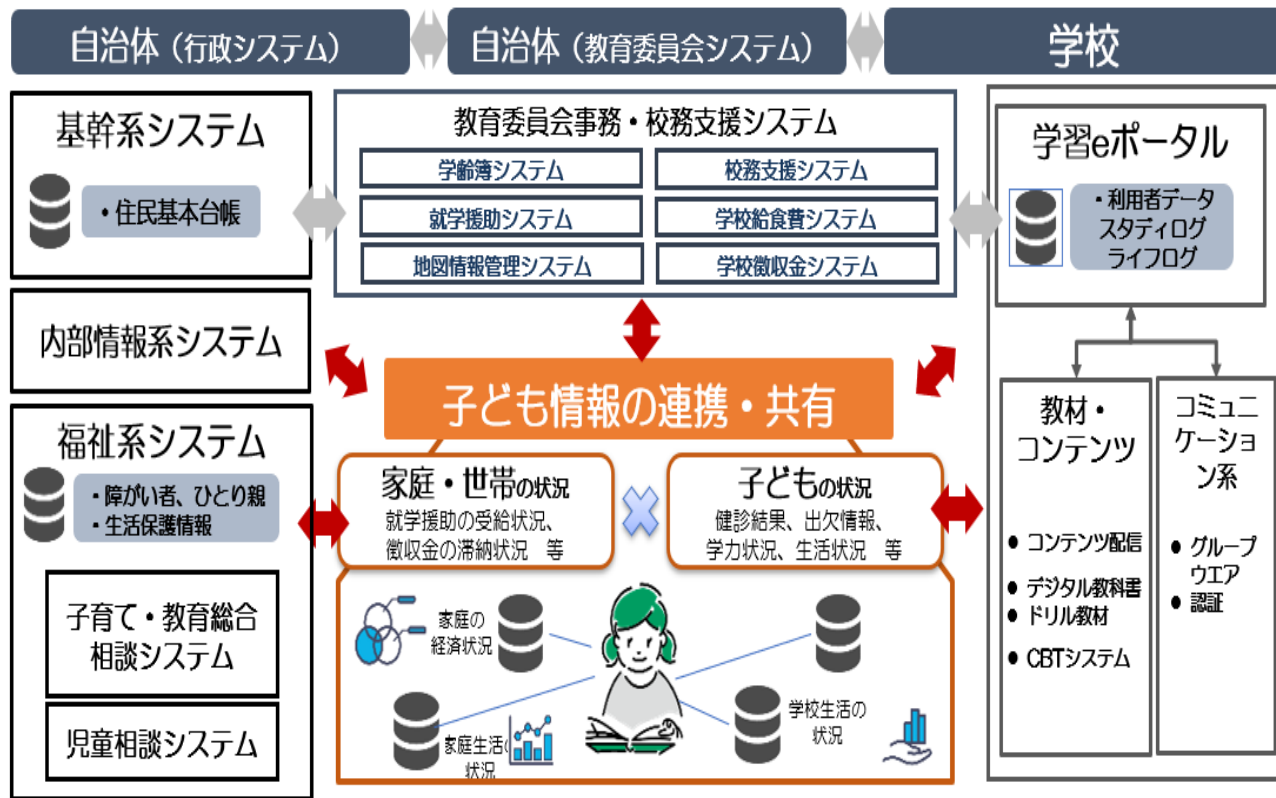 自治体（行政システム）
自治体（教育委員会システム）
学校
基幹系システム
・住民基本台帳
内部情報系システム
福祉系システム
・障がい者、ひとり親
・生活保護情報
子育て・教育総合
相談システム
児童相談システム
教育委員会事務・校務支援システム
学齢簿システム
校務支援システム
就学援助システム
学校給食費システム
地図情報管理システム
学校徴収金システム
子ども情報の連携・共有
家庭・世帯の状況
就学援助の受給状況、
徴収金の滞納状況　等
子どもの状況
健診結果、出欠情報、
学力状況、生活状況　等
家庭の
経済状況
家庭生活の
状況
学校生活の
状況
学習eポータル
・利用者データ
スタディログ
ライフログ
教材・
コンテンツ
● コンテンツ配信
● デジタル教科書
● ドリル教材
● CBTシステム
コミュニ
ケーショ
ン系
● グループ
ウエア
● 認証